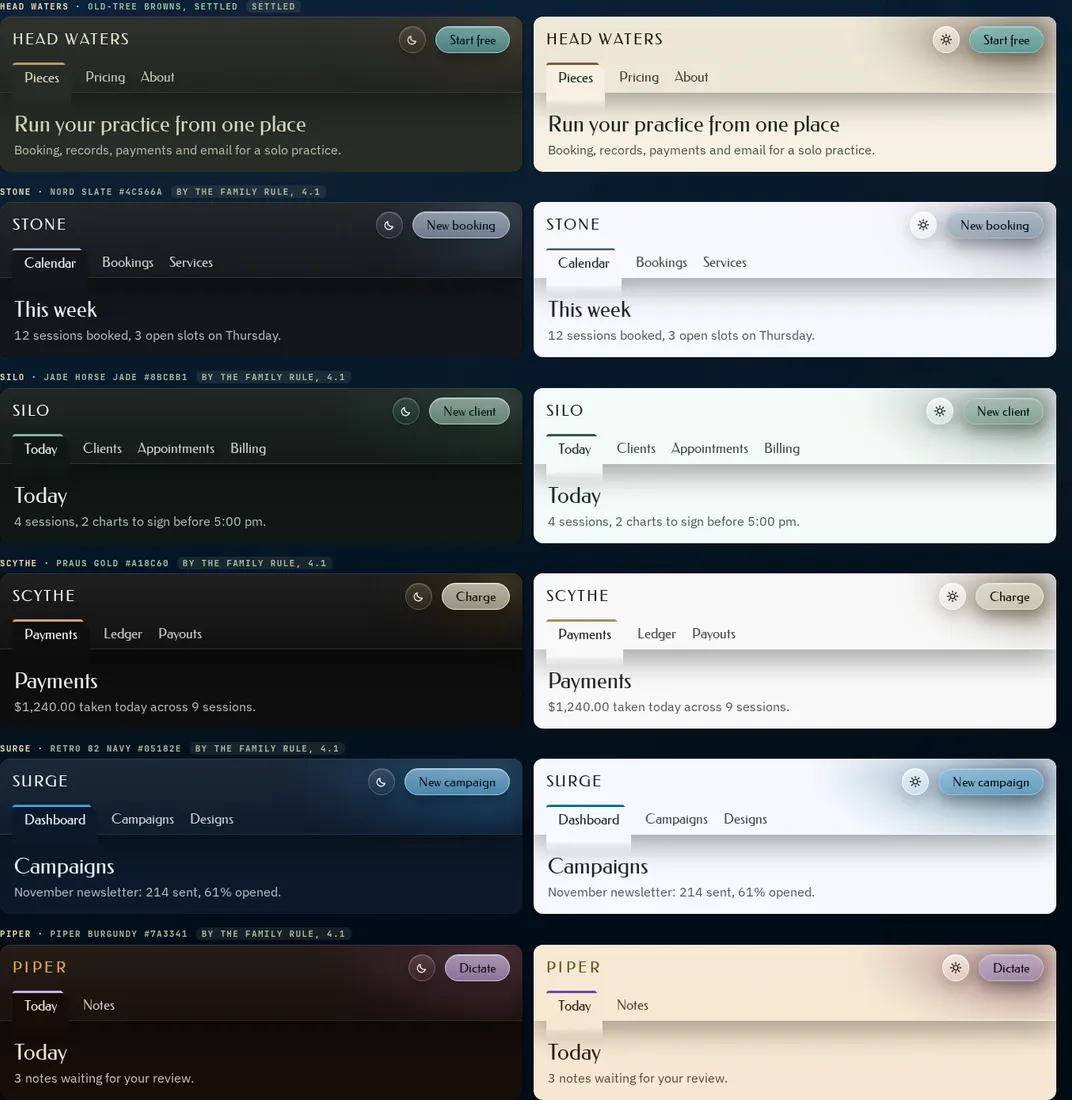 HEAD WATERS · OLD-TREE BROWNS, SETTLED SETTLED
HEAD WATERS Start free
Pieces Pricing About
Run your practice from one place
Booking, records, payments and email for a solo practice.
HEAD WATERS Start free
Pieces Pricing About
Run your practice from one place
Booking, records, payments and email for a solo practice.
STONE · NORD SLATE #4C566A BY THE FAMILY RULE, 4.1
STONE New booking
Calendar Bookings Services
This week
12 sessions booked, 3 open slots on Thursday.
STONE New booking
Calendar Bookings Services
This week
12 sessions booked, 3 open slots on Thursday.
SILO · JADE HORSE JADE #8BCBB1 BY THE FAMILY RULE, 4.1
SILO New client
Today Clients Appointments Billing
Today
4 sessions, 2 charts to sign before 5:00 pm.
SILO New client
Today Clients Appointments Billing
Today
4 sessions, 2 charts to sign before 5:00 pm.
SCYTHE · PRAUS GOLD #A18C60 BY THE FAMILY RULE, 4.1
SCYTHE Charge
Payments Ledger Payouts
Payments
$1,240.00 taken today across 9 sessions.
SCYTHE Charge
Payments Ledger Payouts
Payments
$1,240.00 taken today across 9 sessions.
SURGE · RETRO 82 NAVY #05182E BY THE FAMILY RULE, 4.1
SURGE New campaign
Dashboard Campaigns Designs
Campaigns
November newsletter: 214 sent, 61% opened.
SURGE New campaign
Dashboard Campaigns Designs
Campaigns
November newsletter: 214 sent, 61% opened.
PIPER · PIPER BURGUNDY #7A3341 BY THE FAMILY RULE, 4.1
PIPER Dictate
Today Notes
Today
3 notes waiting for your review.
PIPER Dictate
Today Notes
Today
3 notes waiting for your review.